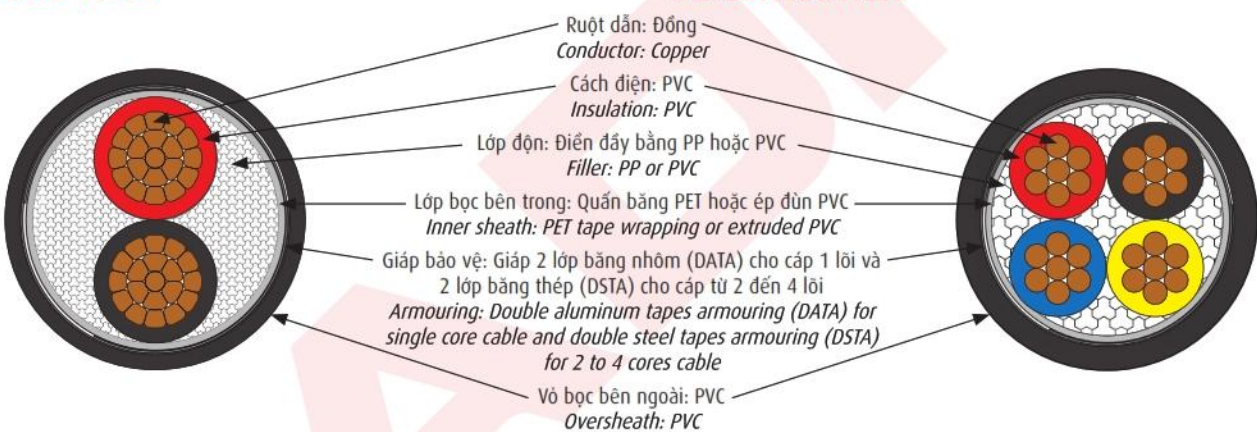 Ruột dẫn: Đồng
Conductor: Copper
Cách điện: PVC
Insulation: PVC
Lớp độn: Điền đầy bằng PP hoặc PVC
Filler: PP or PVC
Lớp bọc bên trong: Quấn băng PET hoặc ép đùn PVC
Inner sheath: PET tape wrapping or extruded PVC
Giáp bảo vệ: Giáp 2 lớp băng nhôm (DATA) cho cáp 1 lõi và
2 lớp băng thép (DSTA) cho cáp từ 2 đến 4 lõi
Armouring: Double aluminum tapes armouring (DATA) for
single core cable and double steel tapes armouring (DSTA)
for 2 to 4 cores cable
Vỏ bọc bên ngoài: PVC
Oversheath: PVC